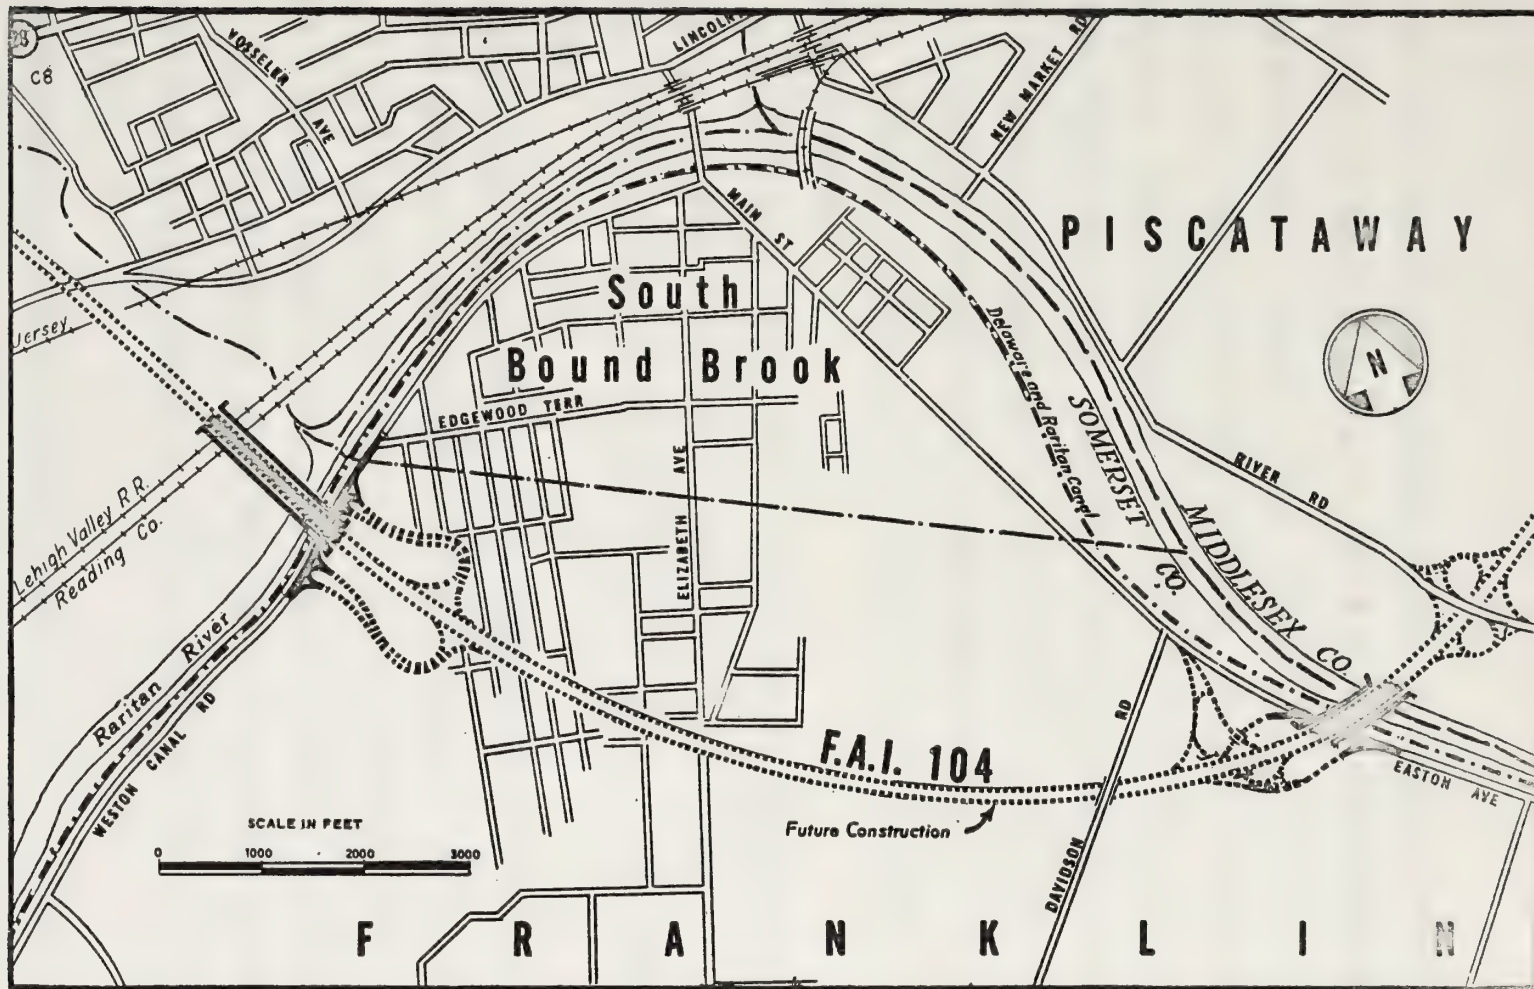 28
C8
VOSSELER
AVE
LINCOLN
NEW MARKET RD
MAIN ST
PISCATAWAY
N
South
Bound Brook
Jersey
EDGEWOOD TERR
ELIZABETH AVE
Delaware and Raritan Canal
SOMERSET CO.
MIDDLESEX CO.
RIVER RD
Lehigh Valley R.R.
Reading Co.
Raritan River
WESTON CANAL RD
F.A.I. 104
Future Construction
DAVIDSON RD
EASTON AVE
SCALE IN FEET
0 1000 2000 3000
FRANKLIN